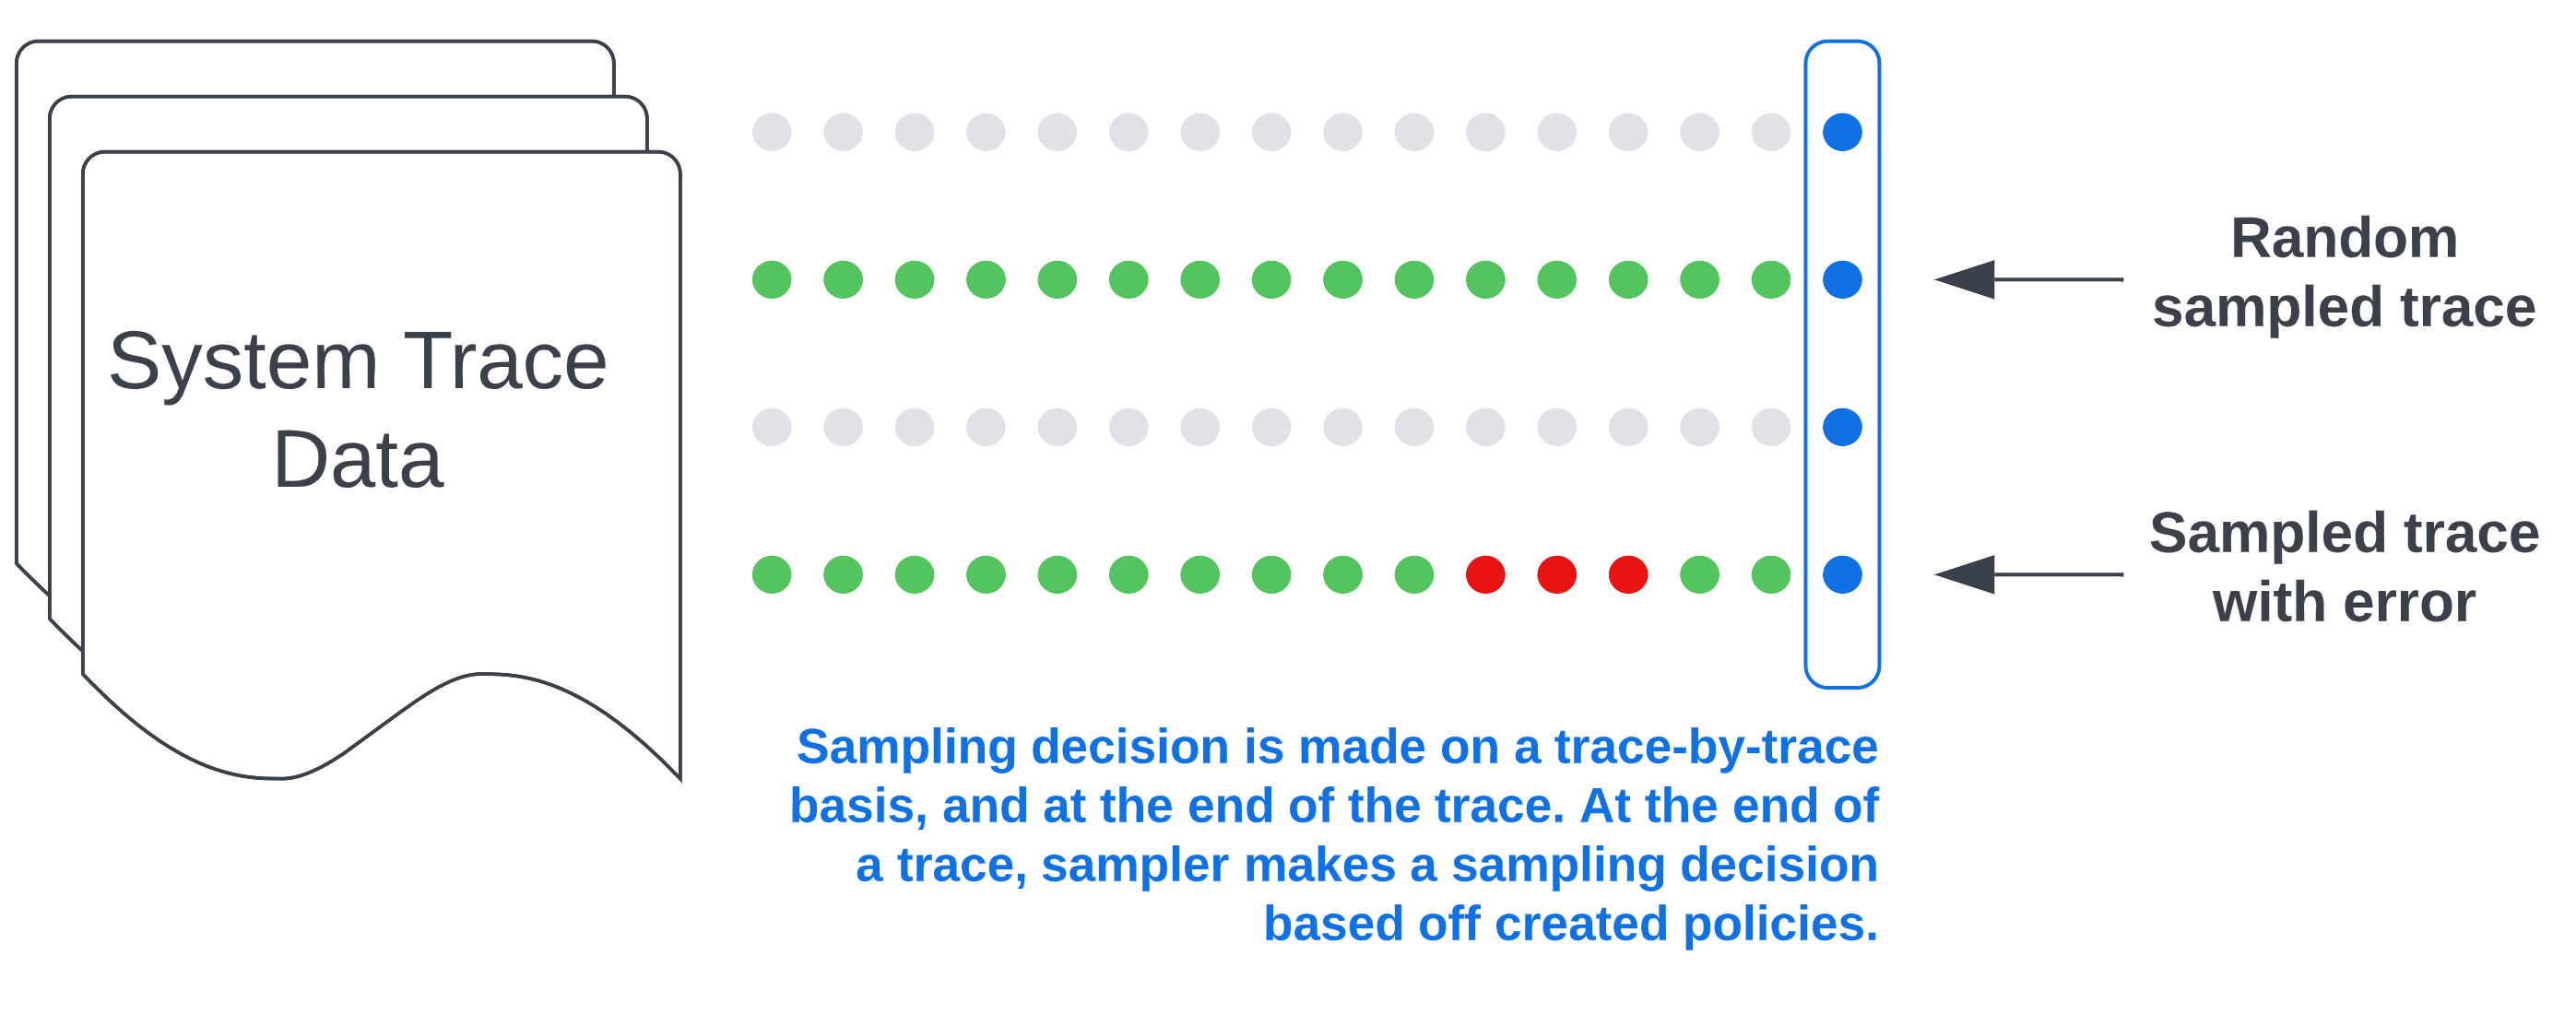 System Trace
Data
Random
sampled trace
Sampled trace
with error
Sampling decision is made on a trace-by-trace
basis, and at the end of the trace. At the end of
a trace, sampler makes a sampling decision
based off created policies.